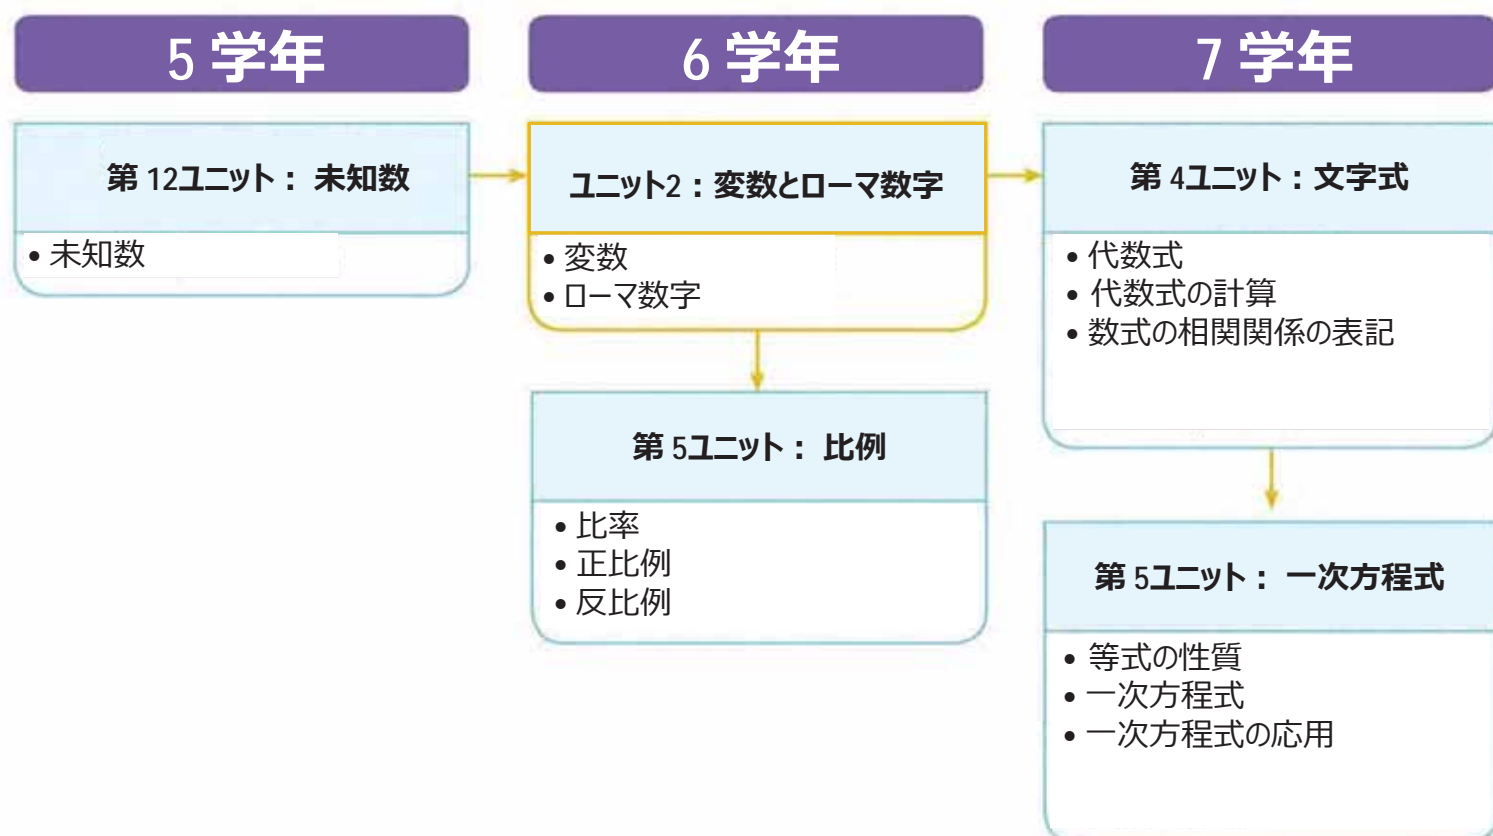 5 学年
第 12ユニット： 未知数
• 未知数
6 学年
ユニット2：変数とローマ数字
• 変数
• ローマ数字
第 5ユニット： 比例
• 比率
• 正比例
• 反比例
7 学年
第 4ユニット：文字式
• 代数式
• 代数式の計算
• 数式の相関関係の表記
第 5ユニット： 一次方程式
• 等式の性質
• 一次方程式
• 一次方程式の応用